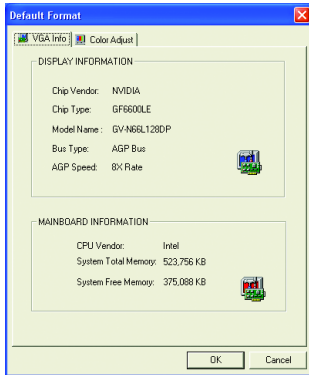 Default Format
VGA Info Color Adjust
DISPLAY INFORMATION
Chip Vendor: NVIDIA
Chip Type: GF6600LE
Model Name : GV-N66L128DP
Bus Type: AGP Bus
AGP Speed: 8X Rate
MAINBOARD INFORMATION
CPU Vendor: Intel
System Total Memory: 523,756 KB
System Free Memory: 375,088 KB
OK Cancel